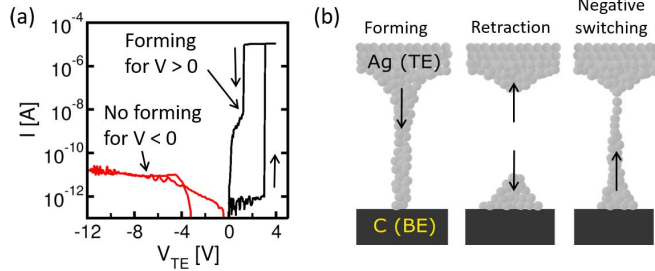 (a)
I [A]
10⁻⁴
10⁻⁶
10⁻⁸
10⁻¹⁰
10⁻¹²
Forming
for V > 0
No forming
for V < 0
-12
-8
-4
0
4
V_TE [V]
(b)
Forming
Retraction
Negative
switching
Ag (TE)
C (BE)